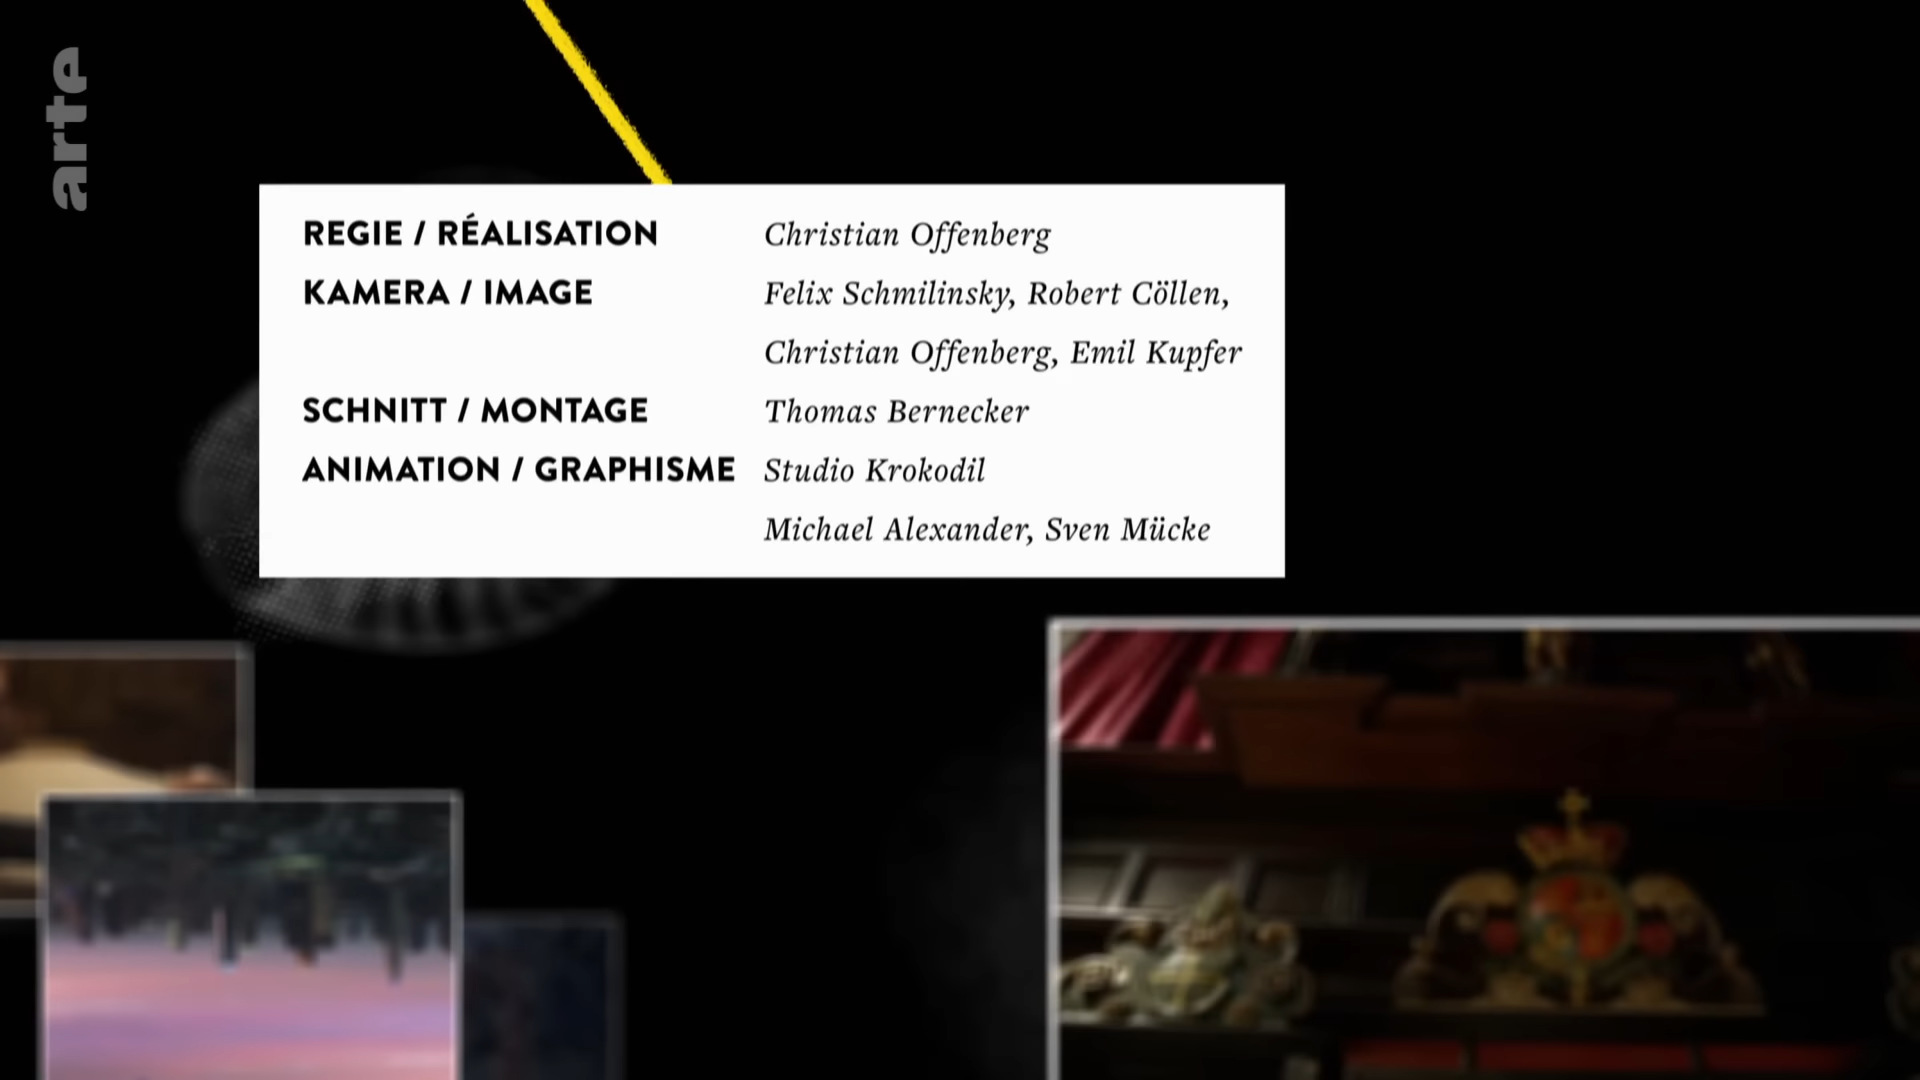 arte
REGIE / RÉALISATION Christian Offenberg
KAMERA / IMAGE Felix Schmilinsky, Robert Cöllen,
Christian Offenberg, Emil Kupfer
SCHNITT / MONTAGE Thomas Bernecker
ANIMATION / GRAPHISME Studio Krokodil
Michael Alexander, Sven Mücke